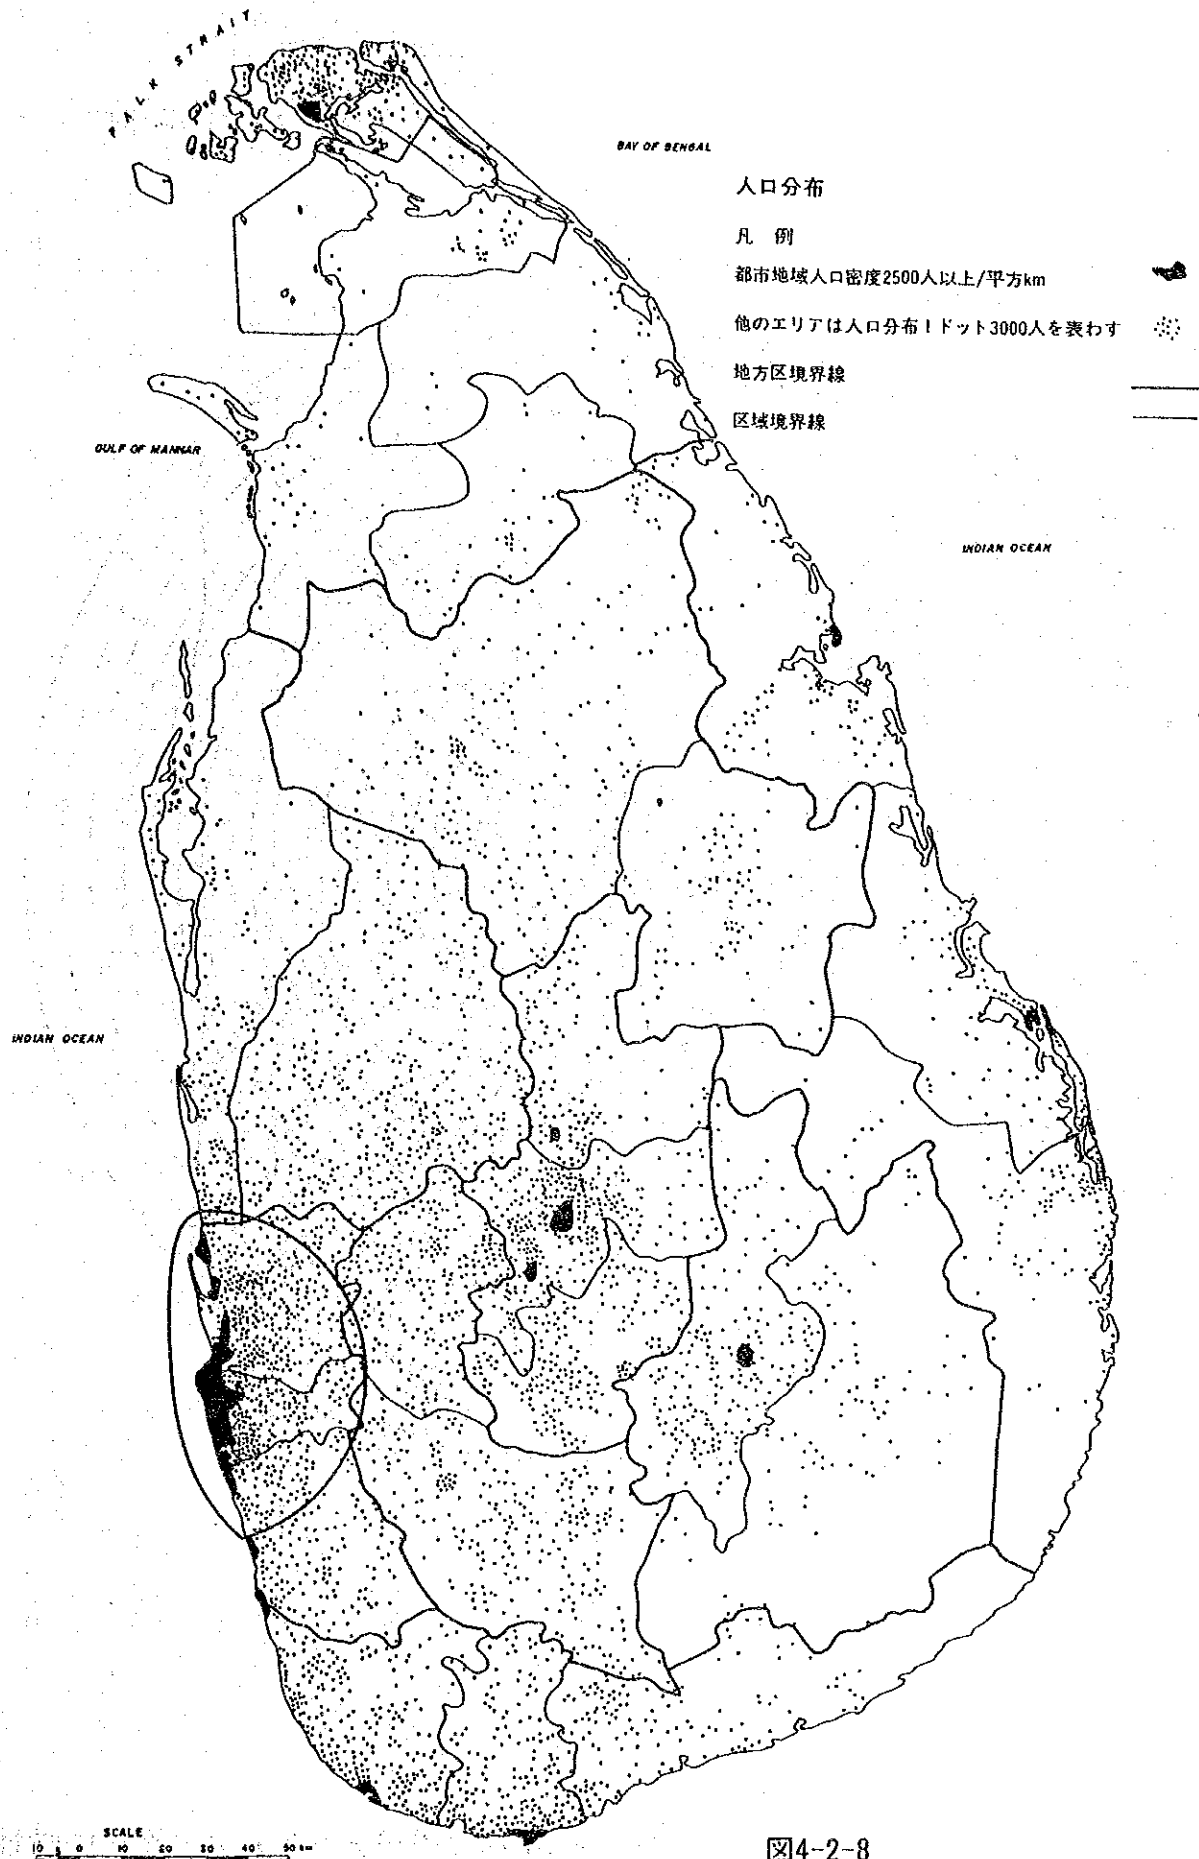 PALK STRAIT
BAY OF BENGAL
人口分布
凡 例
都市地域人口密度2500人以上/平方km
他のエリアは人口分布1ドット3000人を表わす
地方区境界線
区域境界線
GULF OF MANNAR
INDIAN OCEAN
INDIAN OCEAN
SCALE
10 5 0 10 20 30 40 50 km
図4-2-8